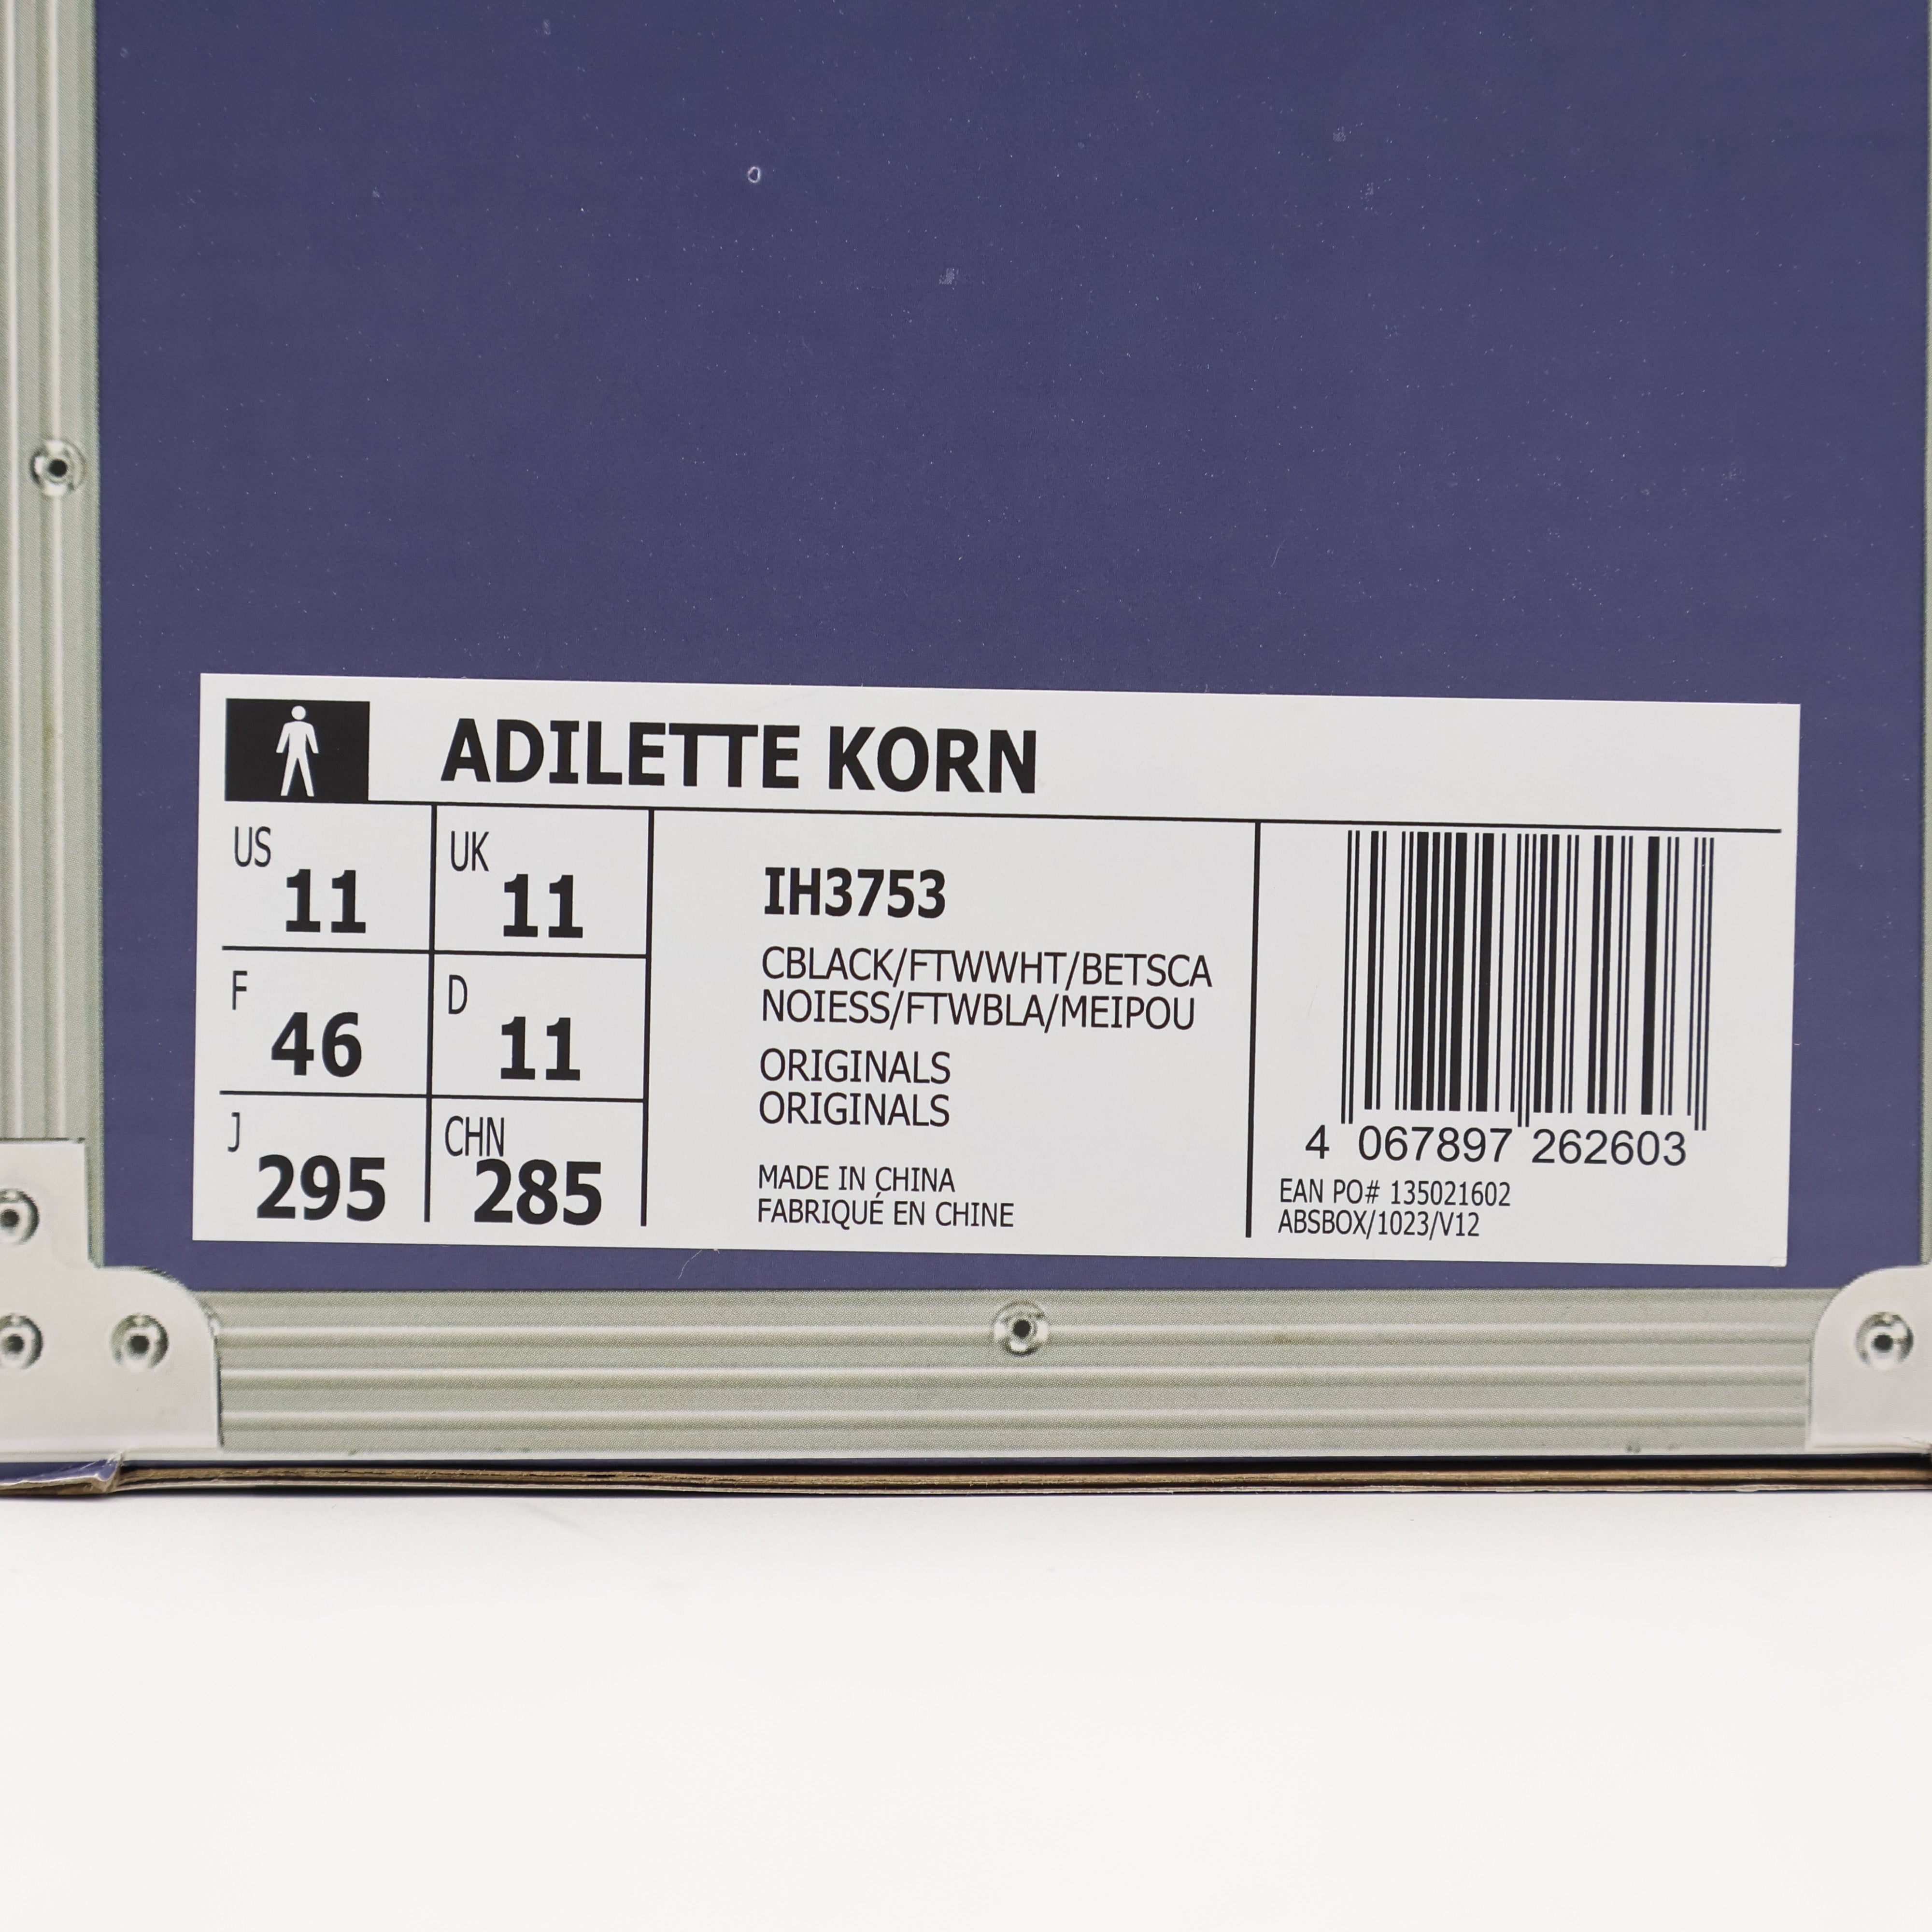 ADILETTE KORN
US 11 UK 11
F 46 D 11
J 295 CHN 285
IH3753
CBLACK/FTWWHT/BETSCA
NOIESS/FTWBLA/MEIPOU
ORIGINALS
ORIGINALS
MADE IN CHINA
FABRIQUÉ EN CHINE
4 067897 262603
EAN PO# 135021602
ABSBOX/1023/V12